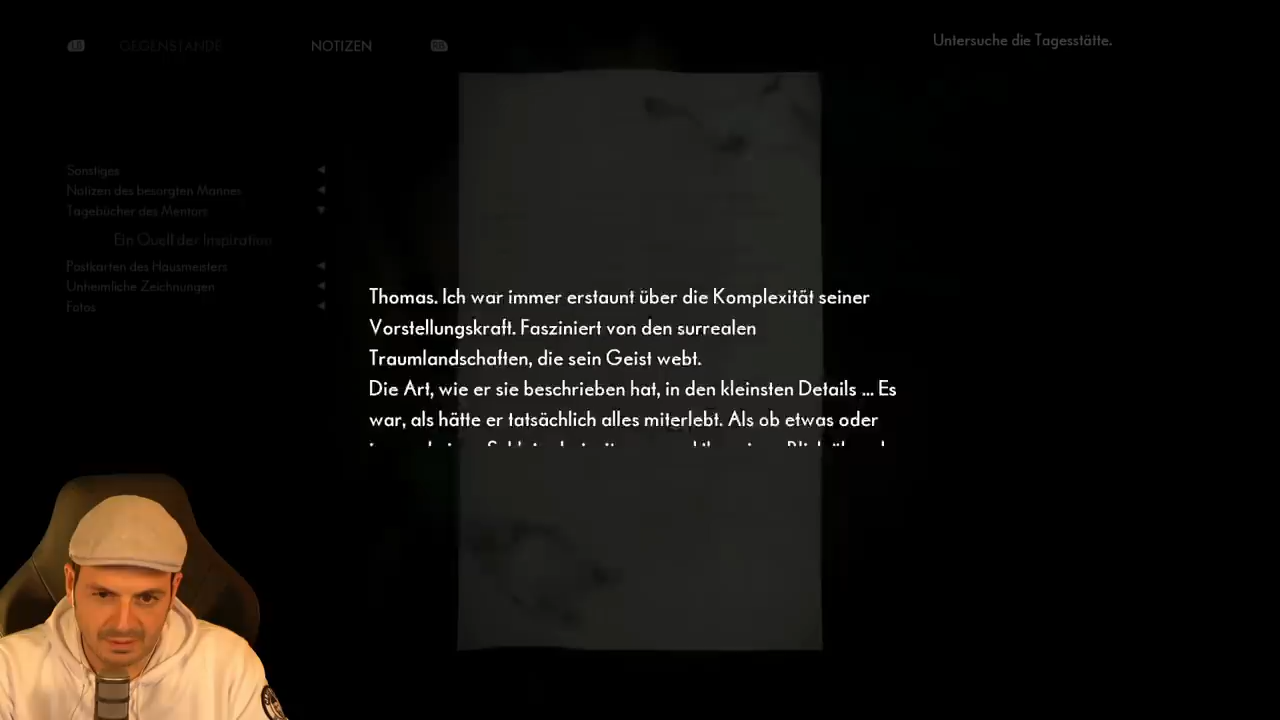 LB
GEGENSTÄNDE
NOTIZEN
RB
Untersuche die Tagesstätte.
Sonstiges
Notizen des besorgten Mannes
Tagebücher des Mentors
Ein Quell der Inspiration
Postkarten des Hausmeisters
Unheimliche Zeichnungen
Fotos
Thomas. Ich war immer erstaunt über die Komplexität seiner
Vorstellungskraft. Fasziniert von den surrealen
Traumlandschaften, die sein Geist webt.
Die Art, wie er sie beschrieben hat, in den kleinsten Details ... Es
war, als hätte er tatsächlich alles miterlebt. Als ob etwas oder